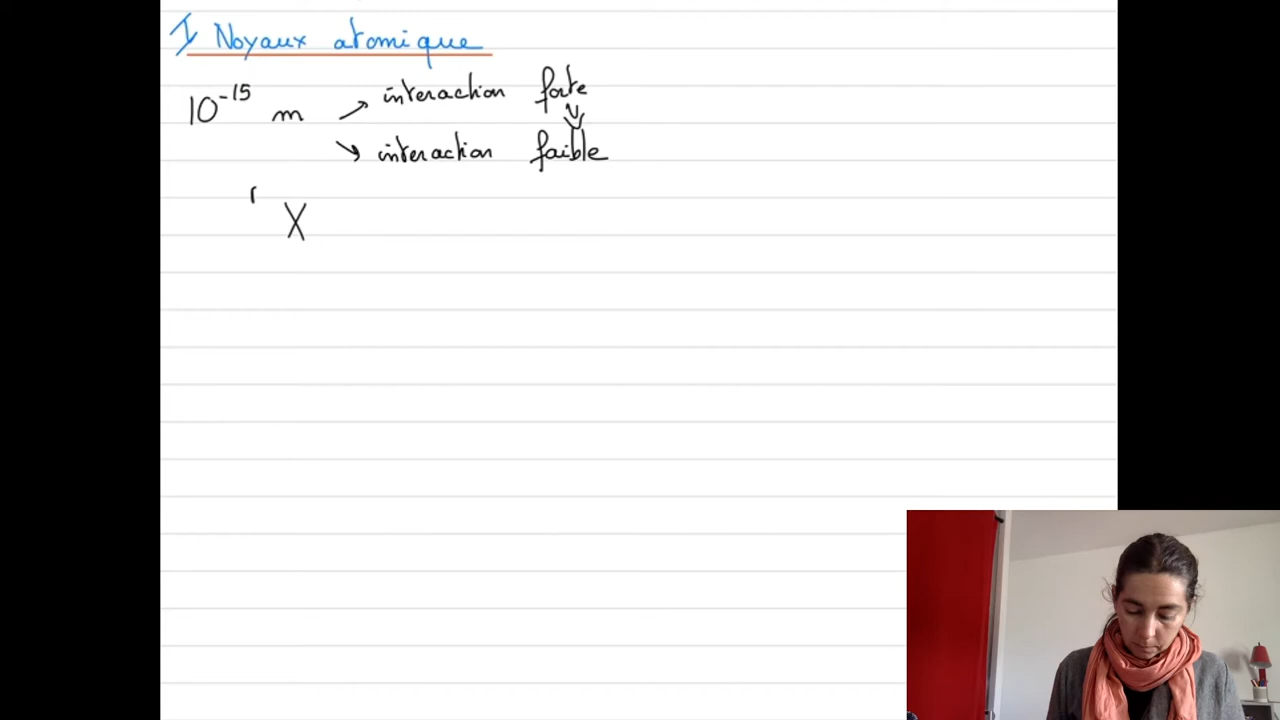 I Noyaux atomique
10⁻¹⁵ m ↗ interaction forte
↘ interaction faible
X